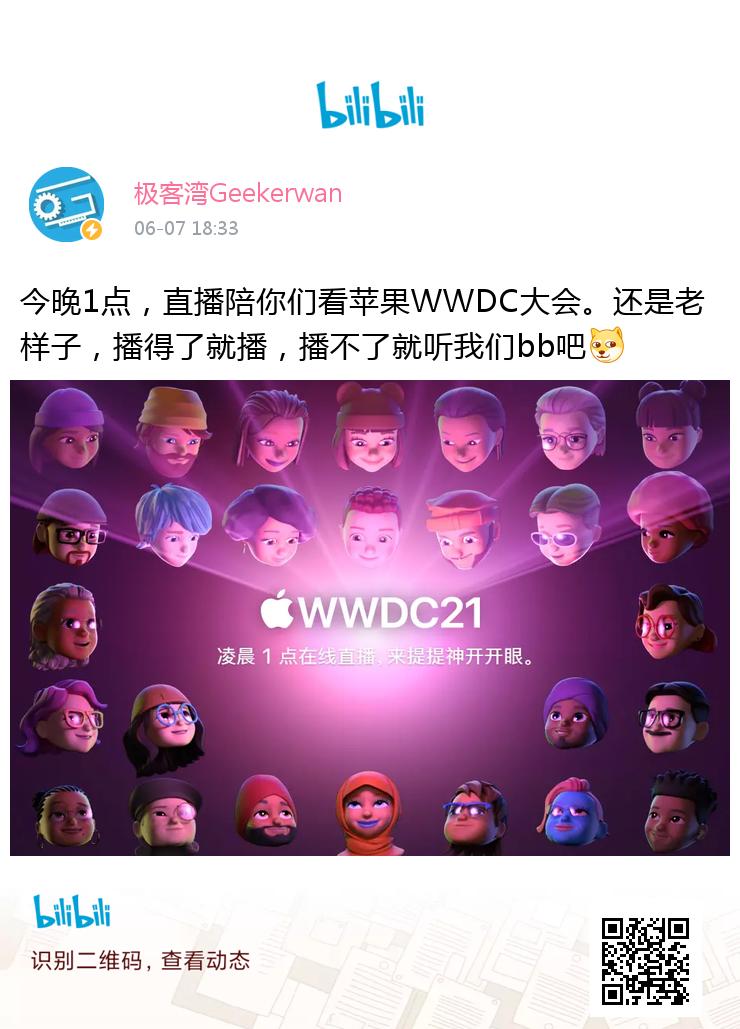 bilibili
极客湾Geekerwan
06-07 18:33
今晚1点，直播陪你们看苹果WWDC大会。还是老
样子，播得了就播，播不了就听我们bb吧
WWDC21
凌晨 1 点在线直播，来提提神开开眼。
bilibili
识别二维码，查看动态